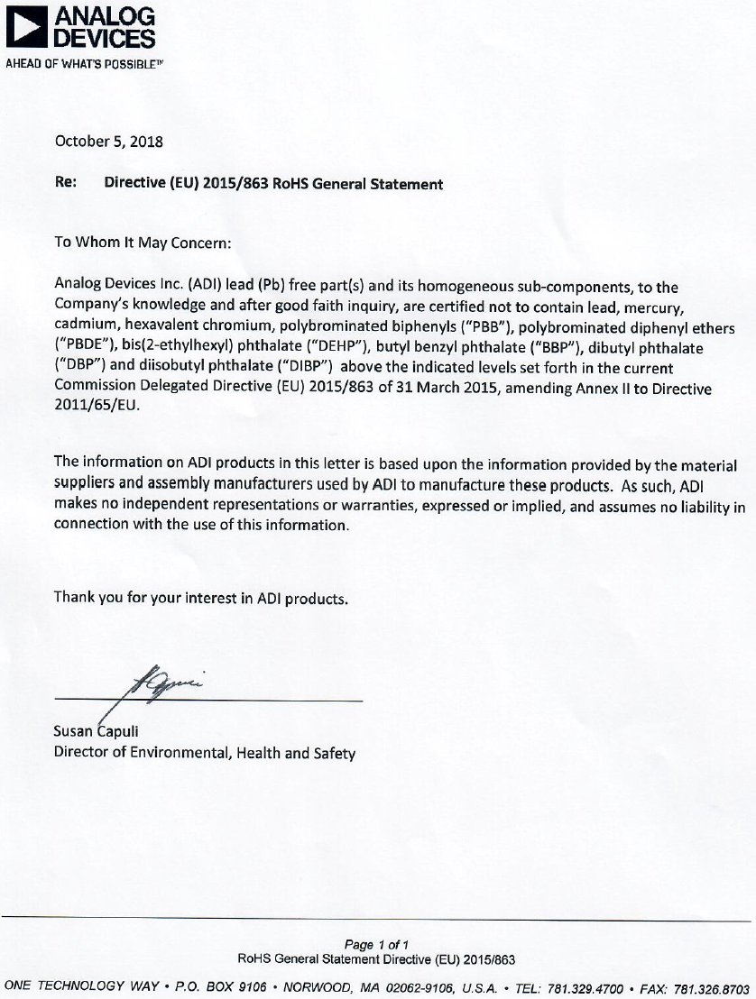 ANALOG
DEVICES
AHEAD OF WHAT'S POSSIBLE™
October 5, 2018
Re: Directive (EU) 2015/863 RoHS General Statement
To Whom It May Concern:
Analog Devices Inc. (ADI) lead (Pb) free part(s) and its homogeneous sub-components, to the
Company's knowledge and after good faith inquiry, are certified not to contain lead, mercury,
cadmium, hexavalent chromium, polybrominated biphenyls ("PBB"), polybrominated diphenyl ethers
("PBDE"), bis(2-ethylhexyl) phthalate ("DEHP"), butyl benzyl phthalate ("BBP"), dibutyl phthalate
("DBP") and diisobutyl phthalate ("DIBP") above the indicated levels set forth in the current
Commission Delegated Directive (EU) 2015/863 of 31 March 2015, amending Annex II to Directive
2011/65/EU.
The information on ADI products in this letter is based upon the information provided by the material
suppliers and assembly manufacturers used by ADI to manufacture these products. As such, ADI
makes no independent representations or warranties, expressed or implied, and assumes no liability in
connection with the use of this information.
Thank you for your interest in ADI products.
Susan Capuli
Director of Environmental, Health and Safety
Page 1 of 1
RoHS General Statement Directive (EU) 2015/863
ONE TECHNOLOGY WAY • P.O. BOX 9106 • NORWOOD, MA 02062-9106, U.S.A. • TEL: 781.329.4700 • FAX: 781.326.8703